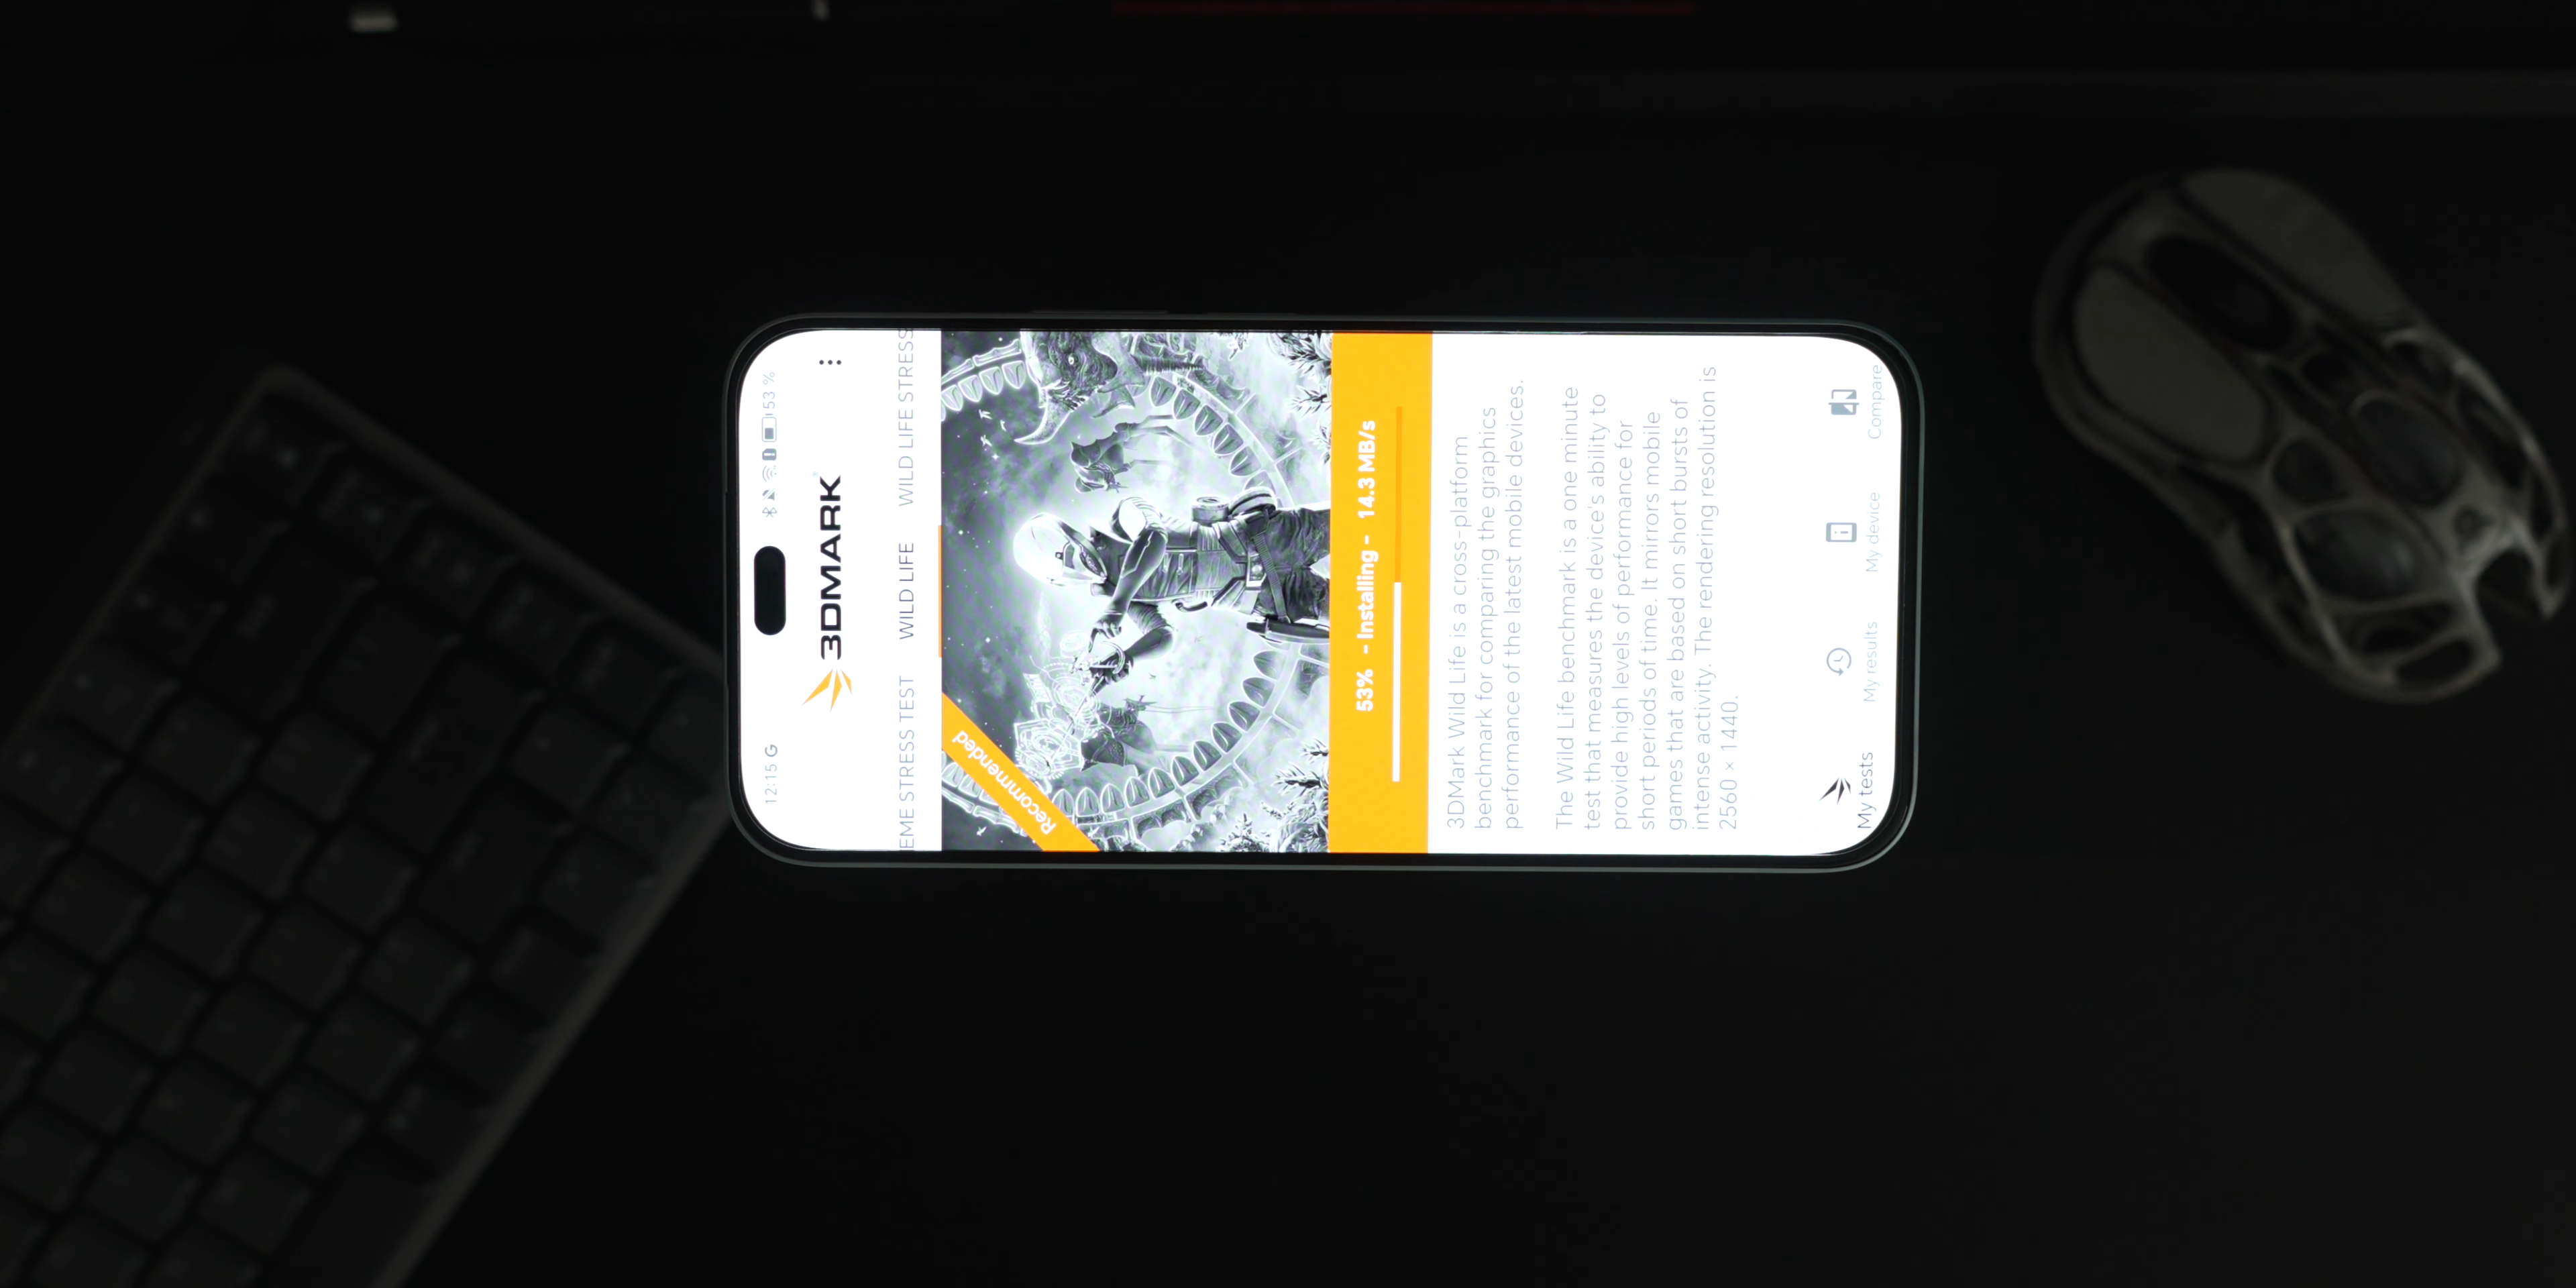 12:15 G
53 %
3DMARK
EME STRESS TEST WILD LIFE WILD LIFE STRESS
Recommended
53% - Installing - 14.3 MB/s
3DMark Wild Life is a cross-platform
benchmark for comparing the graphics
performance of the latest mobile devices.
The Wild Life benchmark is a one minute
test that measures the device's ability to
provide high levels of performance for
short periods of time. It mirrors mobile
games that are based on short bursts of
intense activity. The rendering resolution is
2560 × 1440.
My tests My results My device Compare